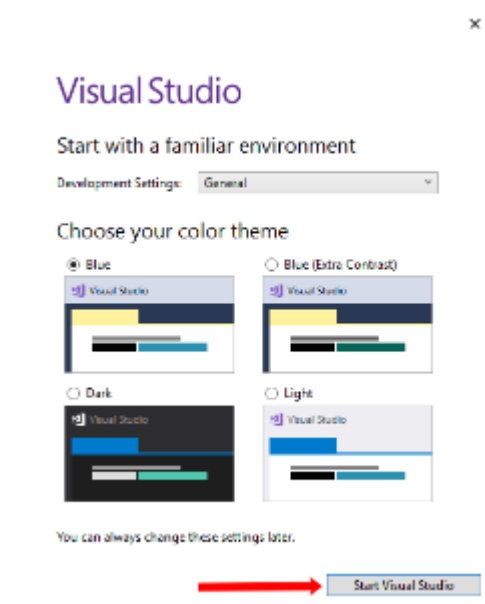 Visual Studio
Start with a familiar environment
Development Settings: General
Choose your color theme
Blue
Blue (Extra Contrast)
Visual Studio
Visual Studio
Dark
Light
Visual Studio
Visual Studio
You can always change these settings later.
Start Visual Studio